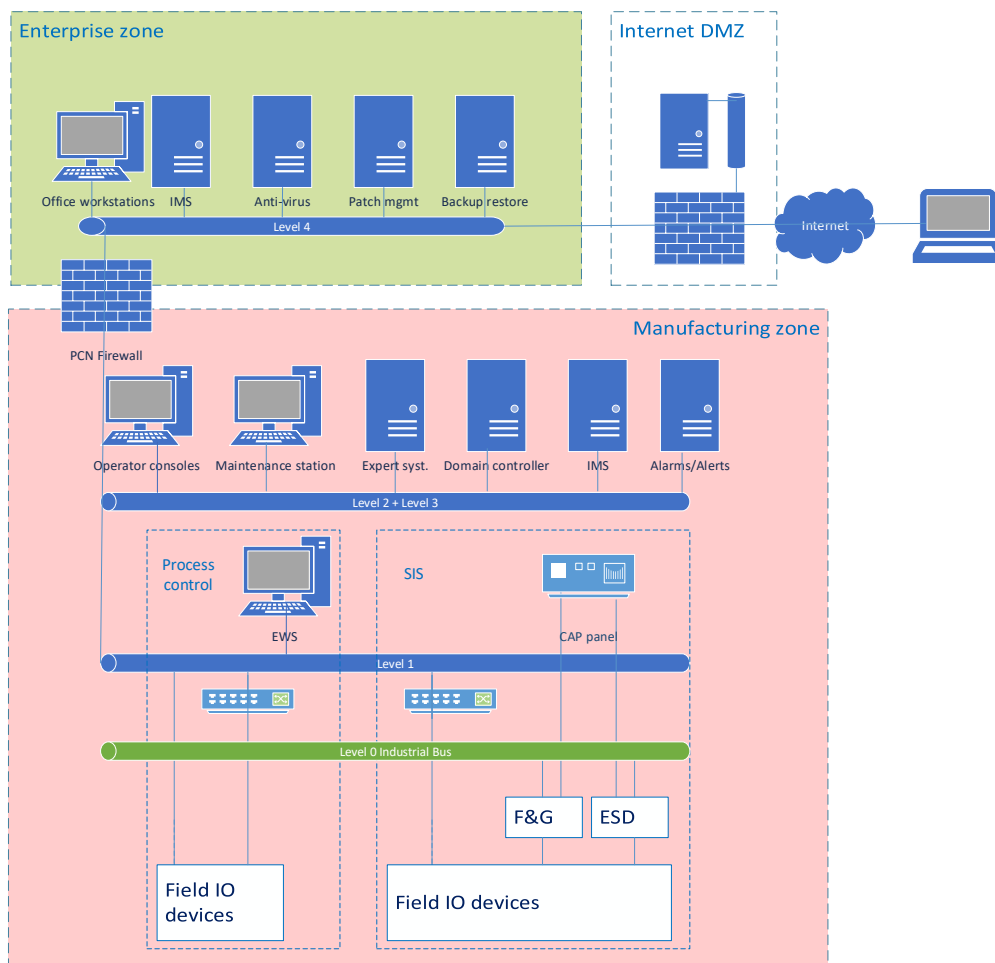 Enterprise zone
Internet DMZ
Office workstations
IMS
Anti-virus
Patch mgmt
Backup restore
Level 4
Internet
PCN Firewall
Manufacturing zone
Operator consoles
Maintenance station
Expert syst.
Domain controller
IMS
Alarms/Alerts
Level 2 + Level 3
Process
control
SIS
EWS
CAP panel
Level 1
Level 0 Industrial Bus
F&G
ESD
Field IO
devices
Field IO devices